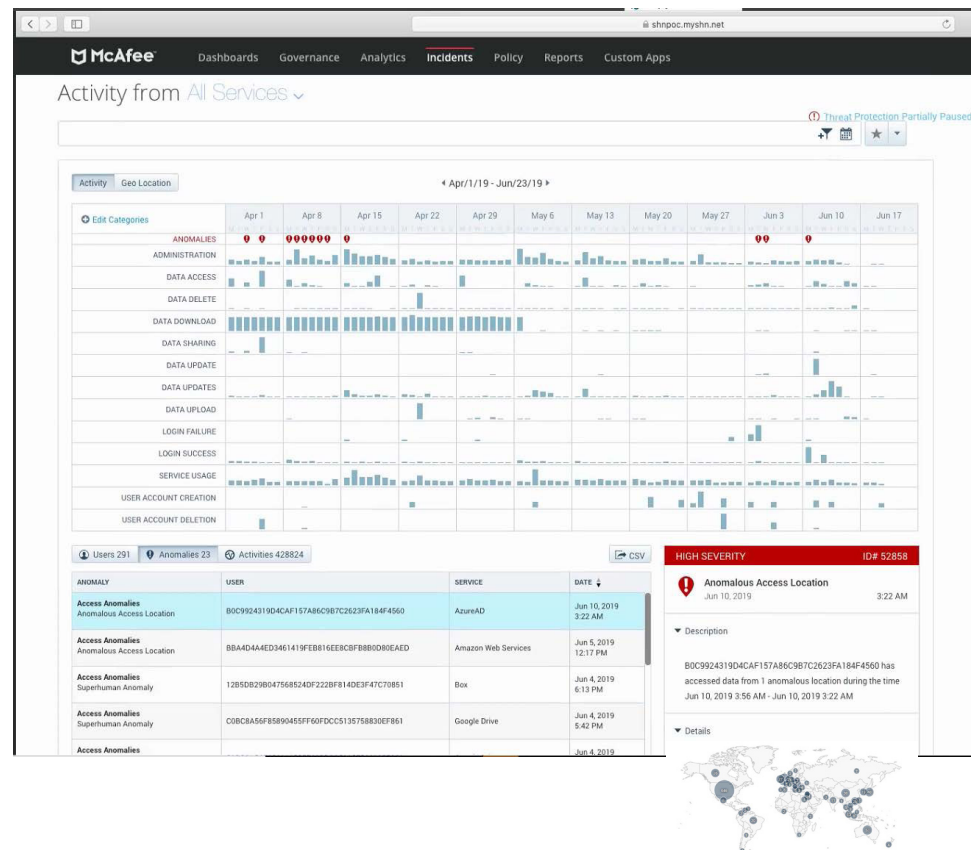 shnpoc.myshn.net
McAfee
Dashboards Governance Analytics Incidents Policy Reports Custom Apps
Activity from All Services
Threat Protection Partially Paused
Activity Geo Location
Apr/1/19 - Jun/23/19
Edit Categories
Apr 1 Apr 8 Apr 15 Apr 22 Apr 29 May 6 May 13 May 20 May 27 Jun 3 Jun 10 Jun 17
ANOMALIES
ADMINISTRATION
DATA ACCESS
DATA DELETE
DATA DOWNLOAD
DATA SHARING
DATA UPDATE
DATA UPDATES
DATA UPLOAD
LOGIN FAILURE
LOGIN SUCCESS
SERVICE USAGE
USER ACCOUNT CREATION
USER ACCOUNT DELETION
Users 291 Anomalies 23 Activities 428824 CSV
ANOMALY USER SERVICE DATE
Access Anomalies
Anomalous Access Location
B0C9924319D4CAF157A86C9B7C2623FA184F4560 AzureAD Jun 10, 2019
3:22 AM
Access Anomalies
Anomalous Access Location
BBA4D4A4ED3461419FEB816EE8CBFB8B0D80EAED Amazon Web Services Jun 5, 2019
12:17 PM
Access Anomalies
Superhuman Anomaly
12B5DB29B047568524DF222BF814DE3F47C70851 Box Jun 4, 2019
6:13 PM
Access Anomalies
Superhuman Anomaly
C0BC8A56F85890455FF60FDCC5135758830EF861 Google Drive Jun 4, 2019
5:42 PM
Access Anomalies
Jun 4, 2019
HIGH SEVERITY ID# 52858
Anomalous Access Location
Jun 10, 2019 3:22 AM
Description
B0C9924319D4CAF157A86C9B7C2623FA184F4560 has
accessed data from 1 anomalous location during the time
Jun 10, 2019 3:56 AM - Jun 10, 2019 3:22 AM
Details